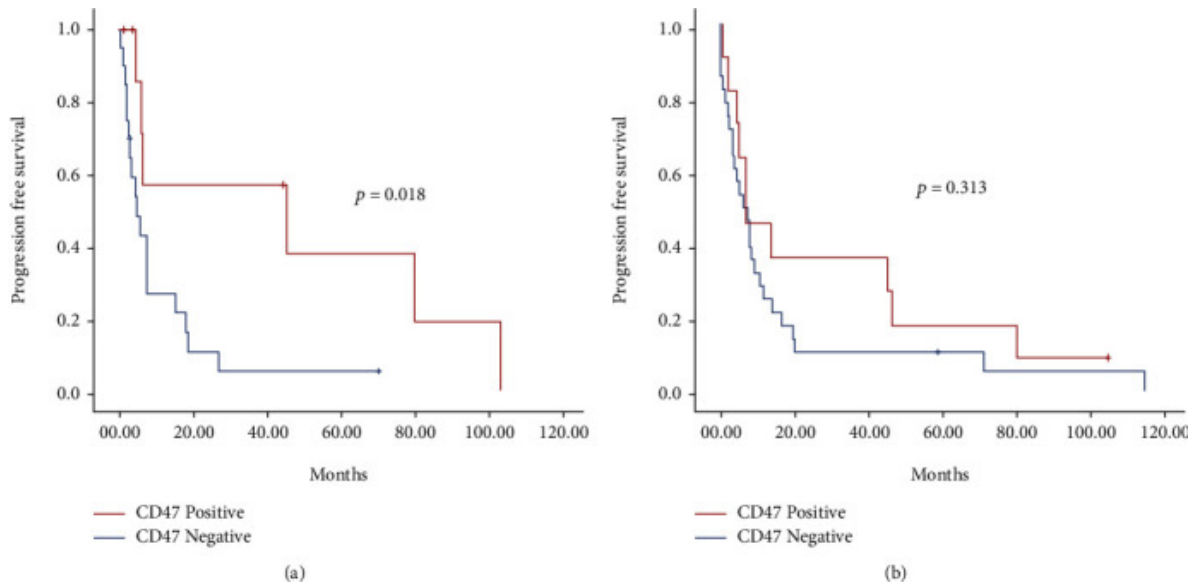 1.0
0.8
0.6
0.4
0.2
0.0
Progression free survival
p = 0.018
00.00 20.00 40.00 60.00 80.00 100.00 120.00
Months
CD47 Positive
CD47 Negative
(a)
1.0
0.8
0.6
0.4
0.2
0.0
Progression free survival
p = 0.313
00.00 20.00 40.00 60.00 80.00 100.00 120.00
Months
CD47 Positive
CD47 Negative
(b)